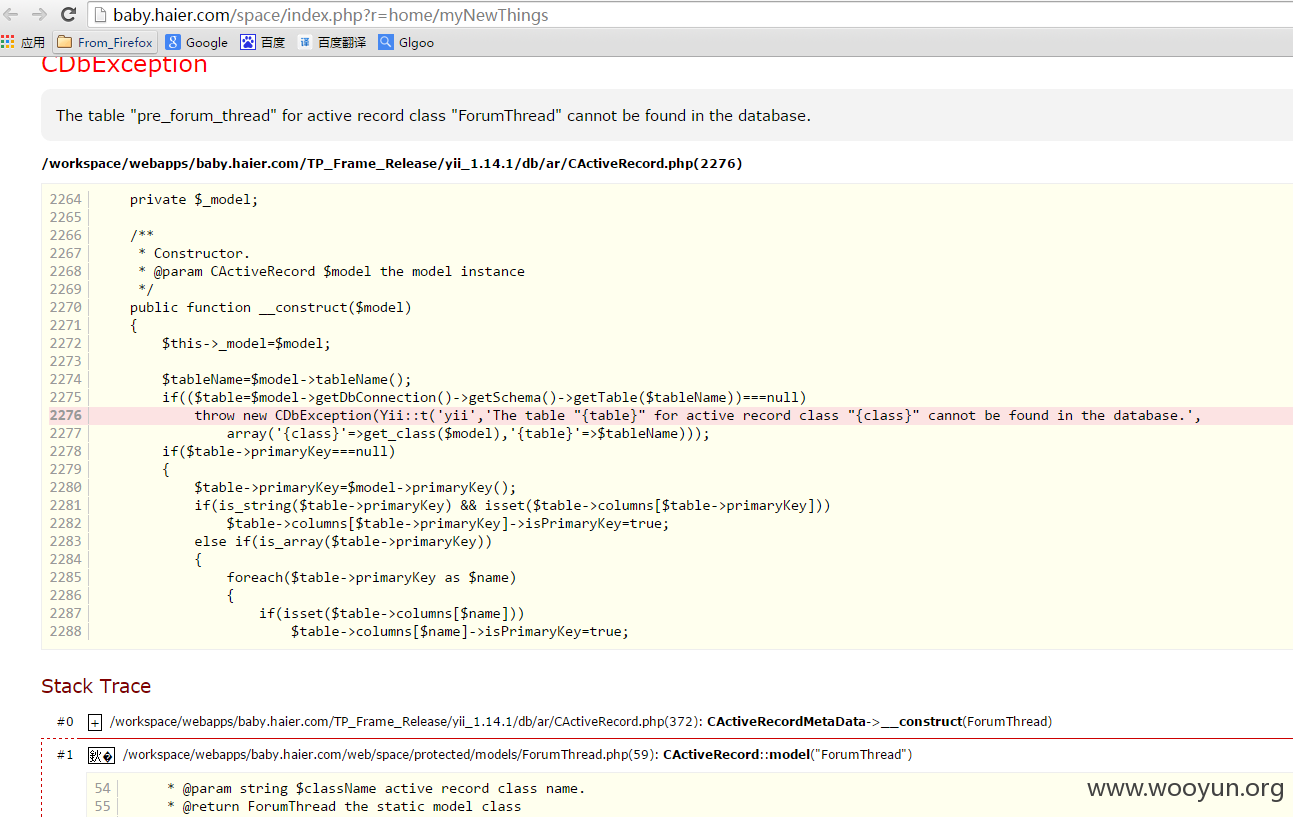 baby.haier.com/space/index.php?r=home/myNewThings
应用 From_Firefox Google 百度 百度翻译 Glgoo
CDbException
The table "pre_forum_thread" for active record class "ForumThread" cannot be found in the database.
/workspace/webapps/baby.haier.com/TP_Frame_Release/yii_1.14.1/db/ar/CActiveRecord.php(2276)
2264 private $_model;
2265
2266 /**
2267 * Constructor.
2268 * @param CActiveRecord $model the model instance
2269 */
2270 public function __construct($model)
2271 {
2272 $this->_model=$model;
2273
2274 $tableName=$model->tableName();
2275 if(($table=$model->getDbConnection()->getSchema()->getTable($tableName))===null)
2276 throw new CDbException(Yii::t('yii','The table "{table}" for active record class "{class}" cannot be found in the database.',
2277 array('{class}'=>get_class($model),'{table}'=>$tableName)));
2278 if($table->primaryKey===null)
2279 {
2280 $table->primaryKey=$model->primaryKey();
2281 if(is_string($table->primaryKey) && isset($table->columns[$table->primaryKey]))
2282 $table->columns[$table->primaryKey]->isPrimaryKey=true;
2283 else if(is_array($table->primaryKey))
2284 {
2285 foreach($table->primaryKey as $name)
2286 {
2287 if(isset($table->columns[$name]))
2288 $table->columns[$name]->isPrimaryKey=true;
Stack Trace
#0 + /workspace/webapps/baby.haier.com/TP_Frame_Release/yii_1.14.1/db/ar/CActiveRecord.php(372): CActiveRecordMetaData->__construct(ForumThread)
#1 /workspace/webapps/baby.haier.com/web/space/protected/models/ForumThread.php(59): CActiveRecord::model("ForumThread")
54 * @param string $className active record class name.
55 * @return ForumThread the static model class
www.wooyun.org